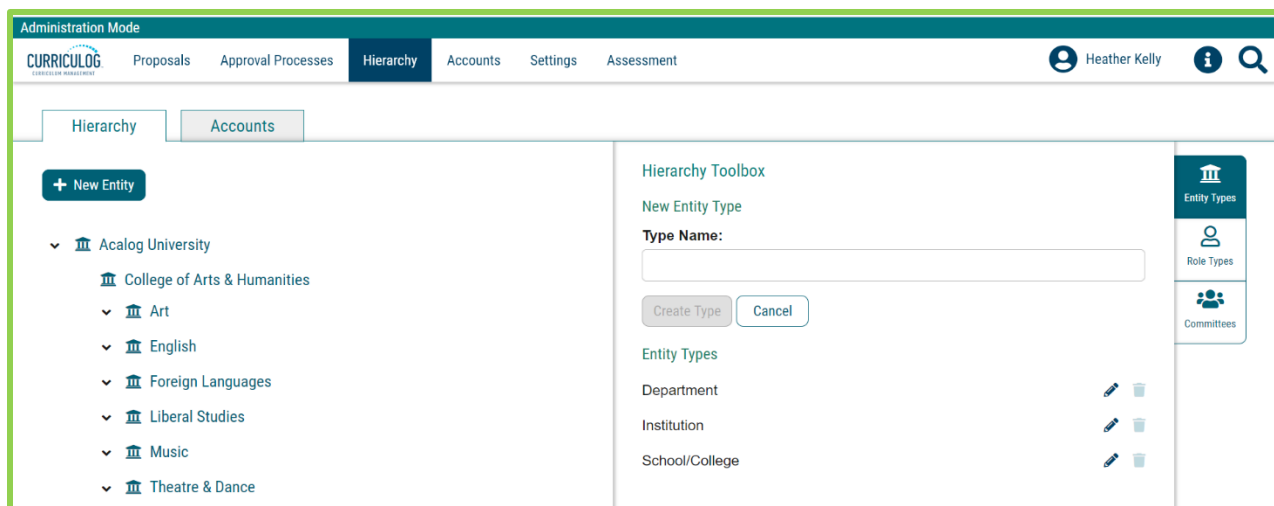 Administration Mode
CURRICULOG
CURRICULUM MANAGEMENT
Proposals Approval Processes Hierarchy Accounts Settings Assessment Heather Kelly
Hierarchy Accounts
+ New Entity
Acalog University
College of Arts & Humanities
Art
English
Foreign Languages
Liberal Studies
Music
Theatre & Dance
Hierarchy Toolbox
New Entity Type
Type Name:
Create Type Cancel
Entity Types
Department
Institution
School/College
Entity Types
Role Types
Committees